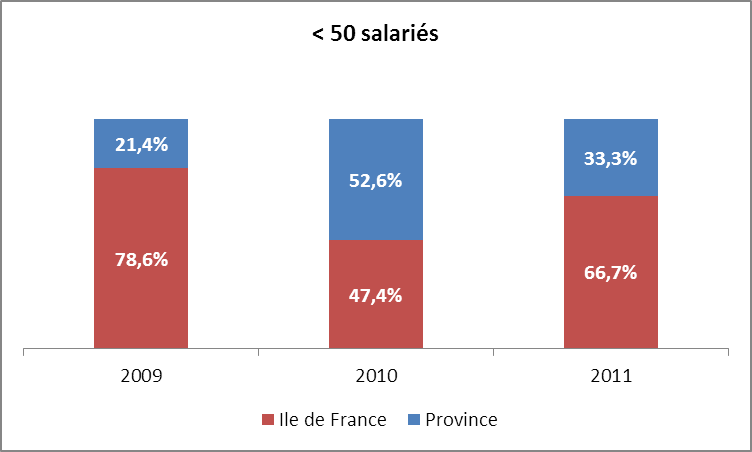 < 50 salariés
21,4% 52,6% 33,3%
78,6% 47,4% 66,7%
2009 2010 2011
Ile de France Province